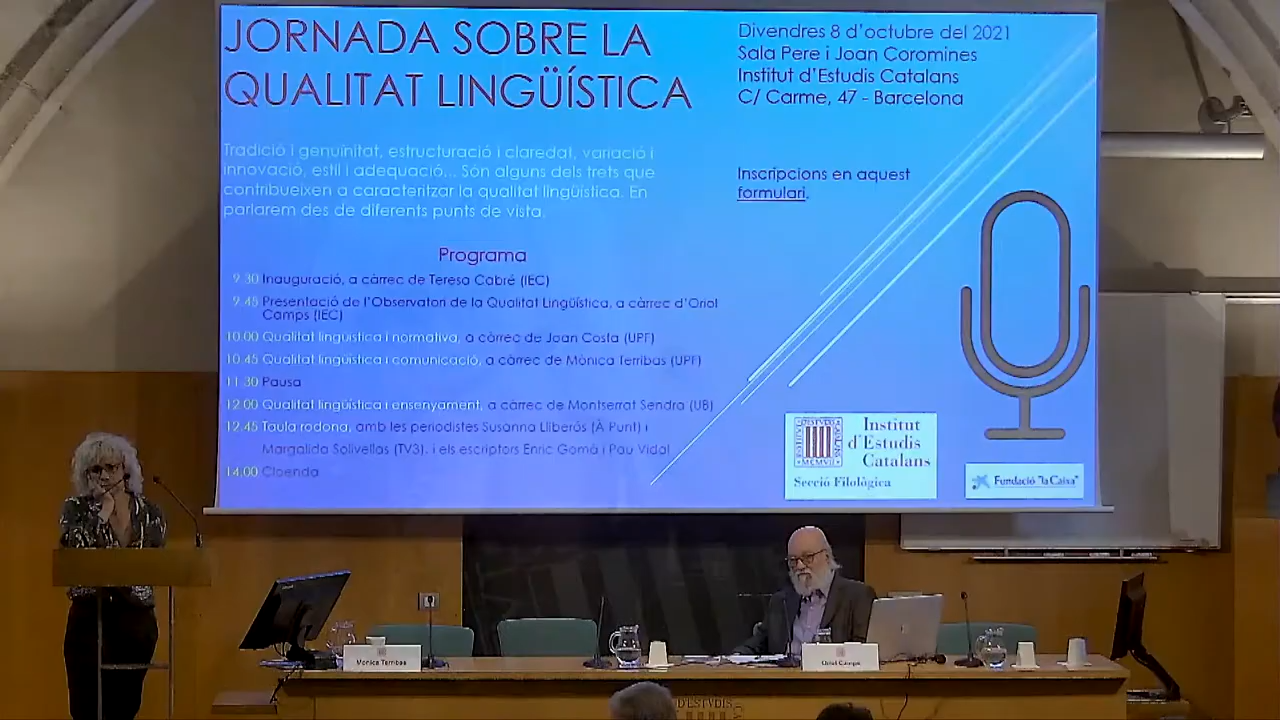 JORNADA SOBRE LA
QUALITAT LINGÜÍSTICA
Divendres 8 d'octubre del 2021
Sala Pere i Joan Coromines
Institut d'Estudis Catalans
C/ Carme, 47 - Barcelona
Tradició i genuïnitat, estructuració i claredat, variació i
innovació, estil i adequació... Són alguns dels trets que
contribueixen a caracteritzar la qualitat lingüística. En
parlarem des de diferents punts de vista.
Inscripcions en aquest
formulari.
Programa
9.30 Inauguració, a càrrec de Teresa Cabré (IEC)
9.45 Presentació de l'Observatori de la Qualitat Lingüística, a càrrec d'Oriol
Camps (IEC)
10.00 Qualitat lingüística i normativa, a càrrec de Joan Costa (UPF)
10.45 Qualitat lingüística i comunicació, a càrrec de Mònica Terribas (UPF)
11.30 Pausa
12.00 Qualitat lingüística i ensenyament, a càrrec de Montserrat Sendra (UB)
12.45 Taula rodona, amb les periodistes Susanna Lliberós (À Punt) i
Margalida Solivellas (TV3), i els escriptors Enric Gomà i Pau Vidal
14.00 Cloenda
Institut
d'Estudis
Catalans
Secció Filològica
MCMVII
Fundació "la Caixa"
Mònica Terribas
Oriol Camps
D'ESTVDIS